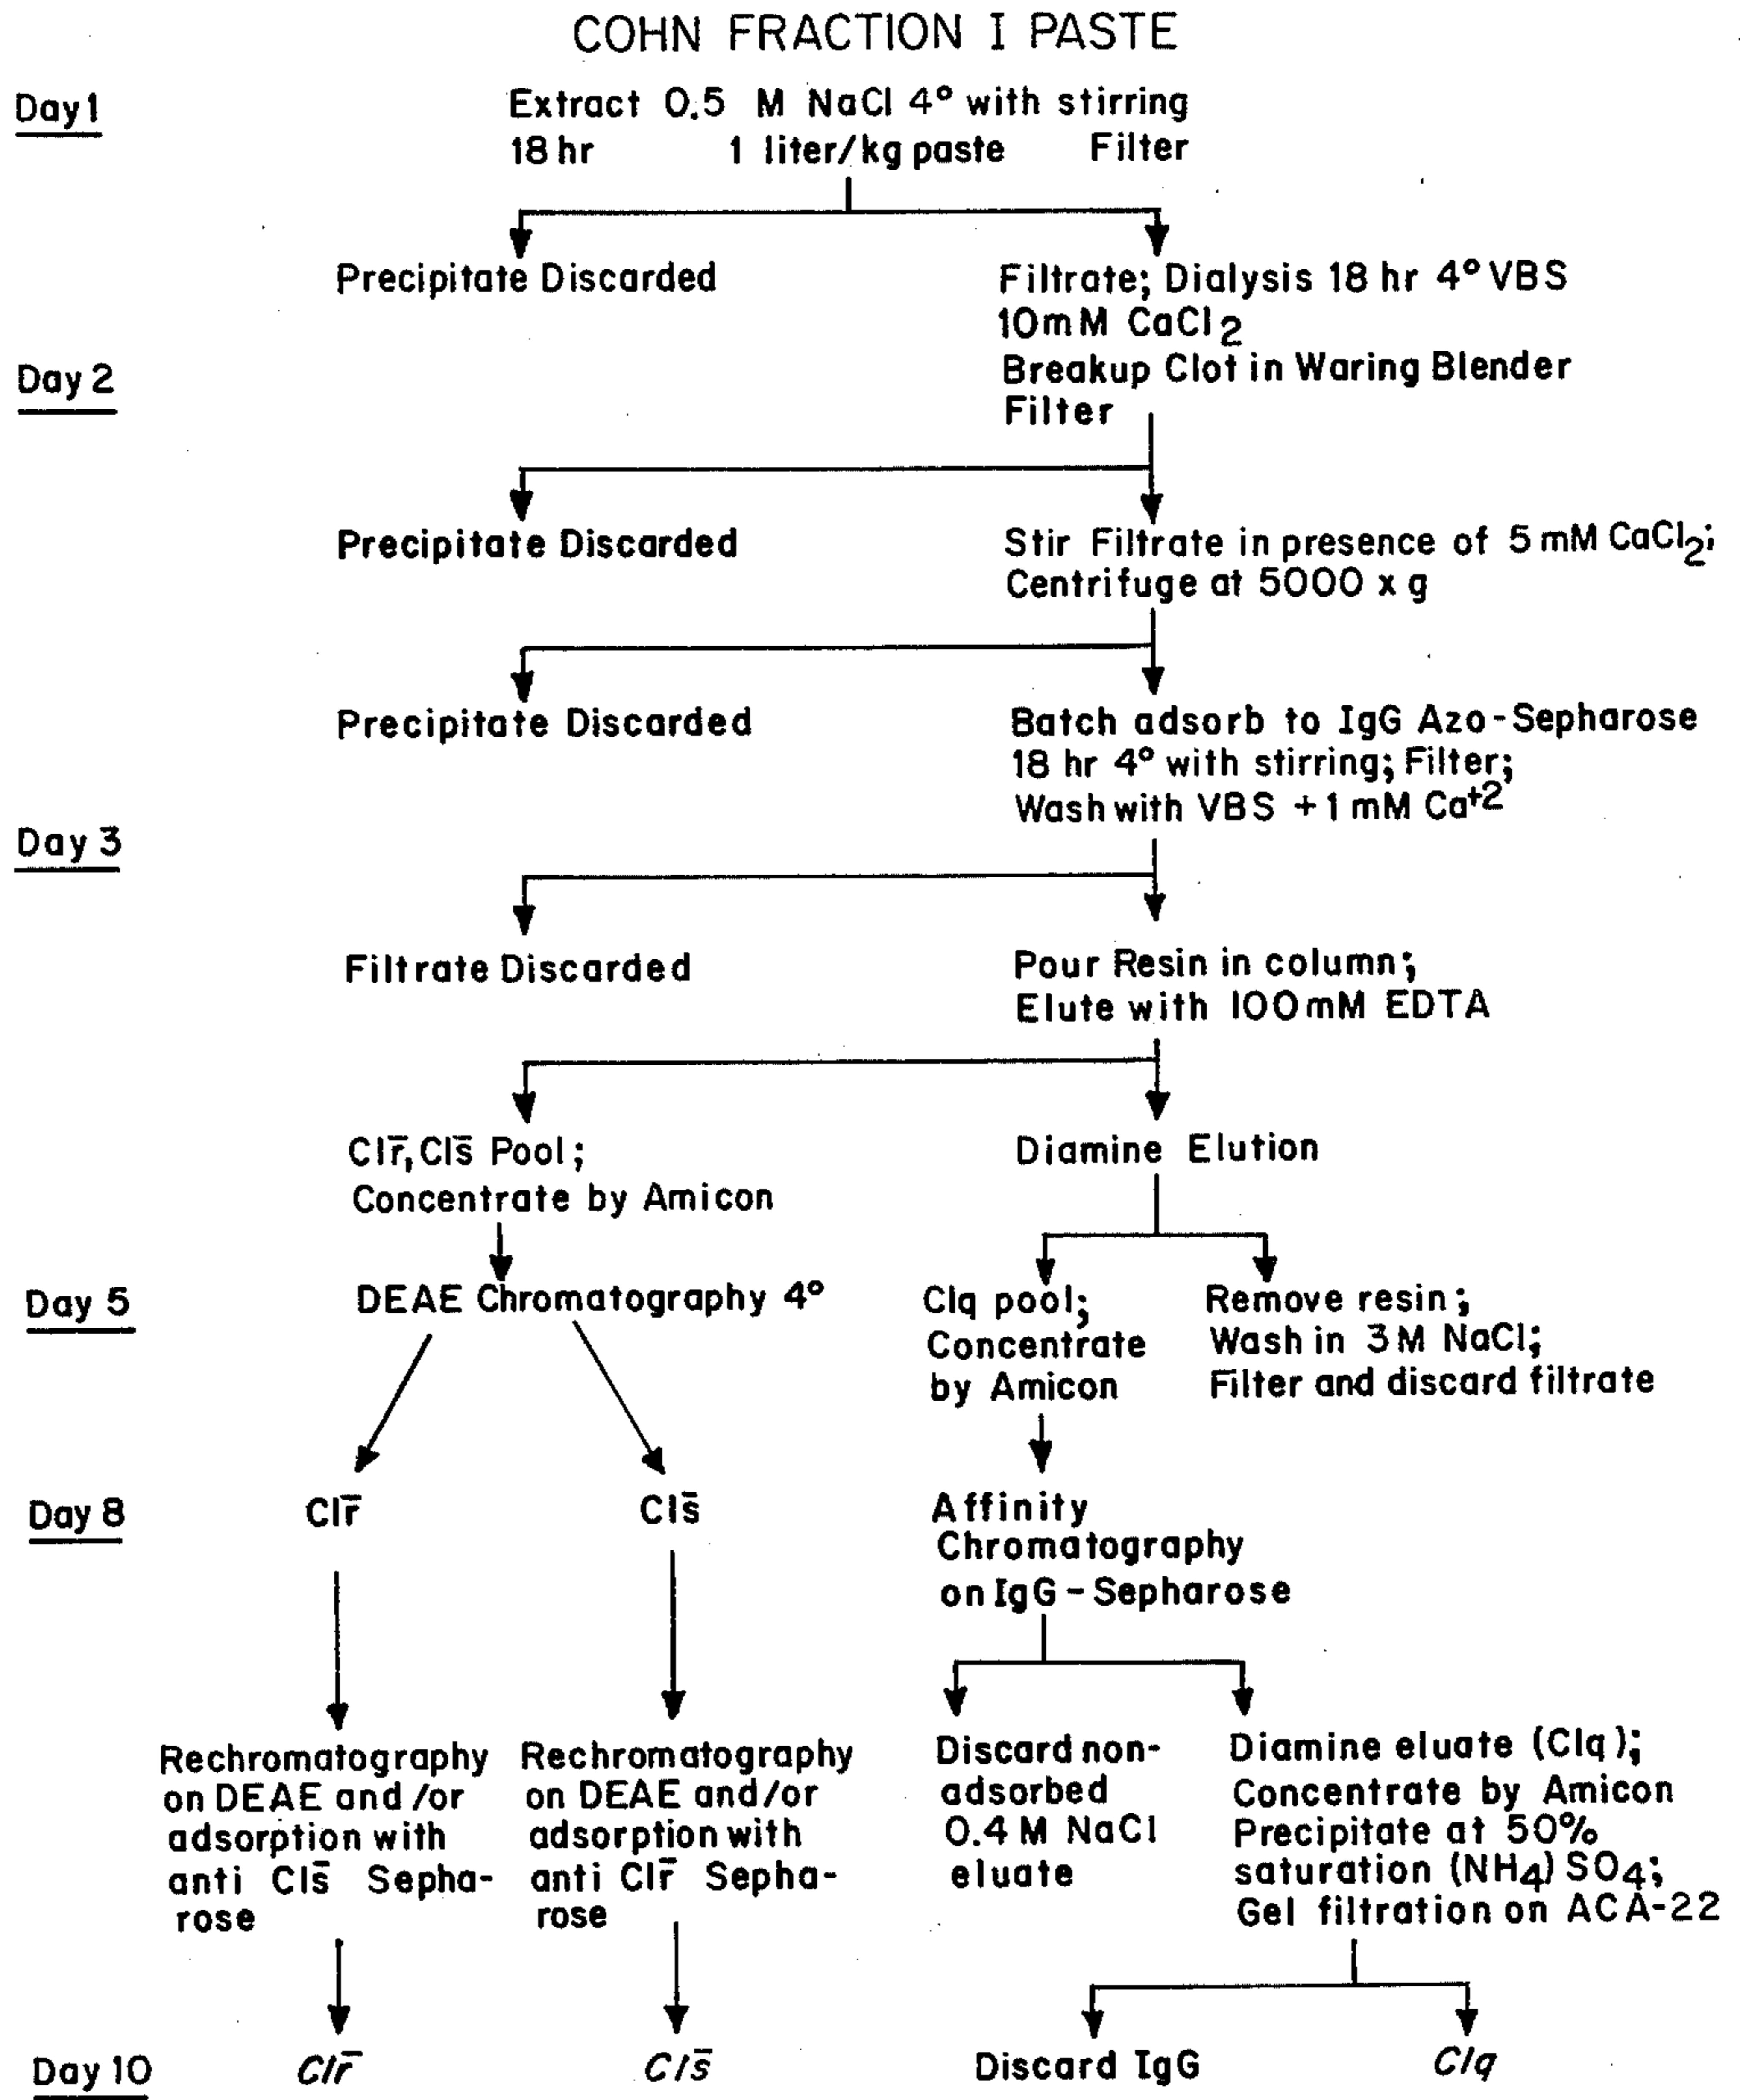 COHN FRACTION I PASTE
Day 1
Extract 0.5 M NaCl 4° with stirring
18 hr 1 liter/kg paste Filter
Precipitate Discarded
Filtrate; Dialysis 18 hr 4° VBS
10mM CaCl2
Day 2
Breakup Clot in Waring Blender
Filter
Precipitate Discarded
Stir Filtrate in presence of 5 mM CaCl2;
Centrifuge at 5000 x g
Precipitate Discarded
Batch adsorb to IgG Azo-Sepharose
18 hr 4° with stirring; Filter;
Wash with VBS + 1 mM Ca+2
Day 3
Filtrate Discarded
Pour Resin in column;
Elute with 100mM EDTA
C1r̄, C1s̄ Pool;
Concentrate by Amicon
Diamine Elution
Day 5
DEAE Chromatography 4°
C1q pool;
Concentrate
by Amicon
Remove resin;
Wash in 3M NaCl;
Filter and discard filtrate
Day 8
C1r̄
C1s̄
Affinity
Chromatography
on IgG - Sepharose
Rechromatography
on DEAE and/or
adsorption with
anti C1s̄ Sepha-
rose
Rechromatography
on DEAE and/or
adsorption with
anti C1r̄ Sepha-
rose
Discard non-
adsorbed
0.4 M NaCl
eluate
Diamine eluate (C1q);
Concentrate by Amicon
Precipitate at 50%
saturation (NH4) SO4;
Gel filtration on ACA-22
Day 10
C1r̄
C1s̄
Discard IgG
C1q